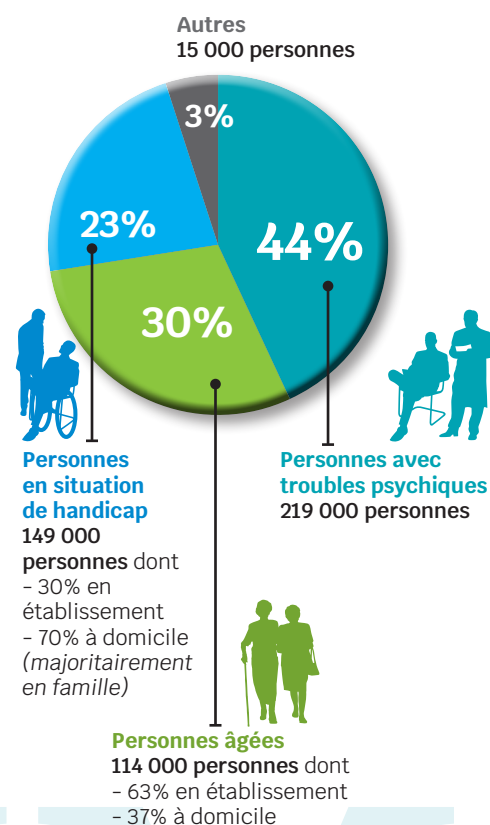 Autres
15 000 personnes
3%
23%
44%
30%
Personnes
en situation
de handicap
149 000
personnes dont
- 30% en
établissement
- 70% à domicile
(majoritairement
en famille)
Personnes avec
troubles psychiques
219 000 personnes
Personnes âgées
114 000 personnes dont
- 63% en établissement
- 37% à domicile